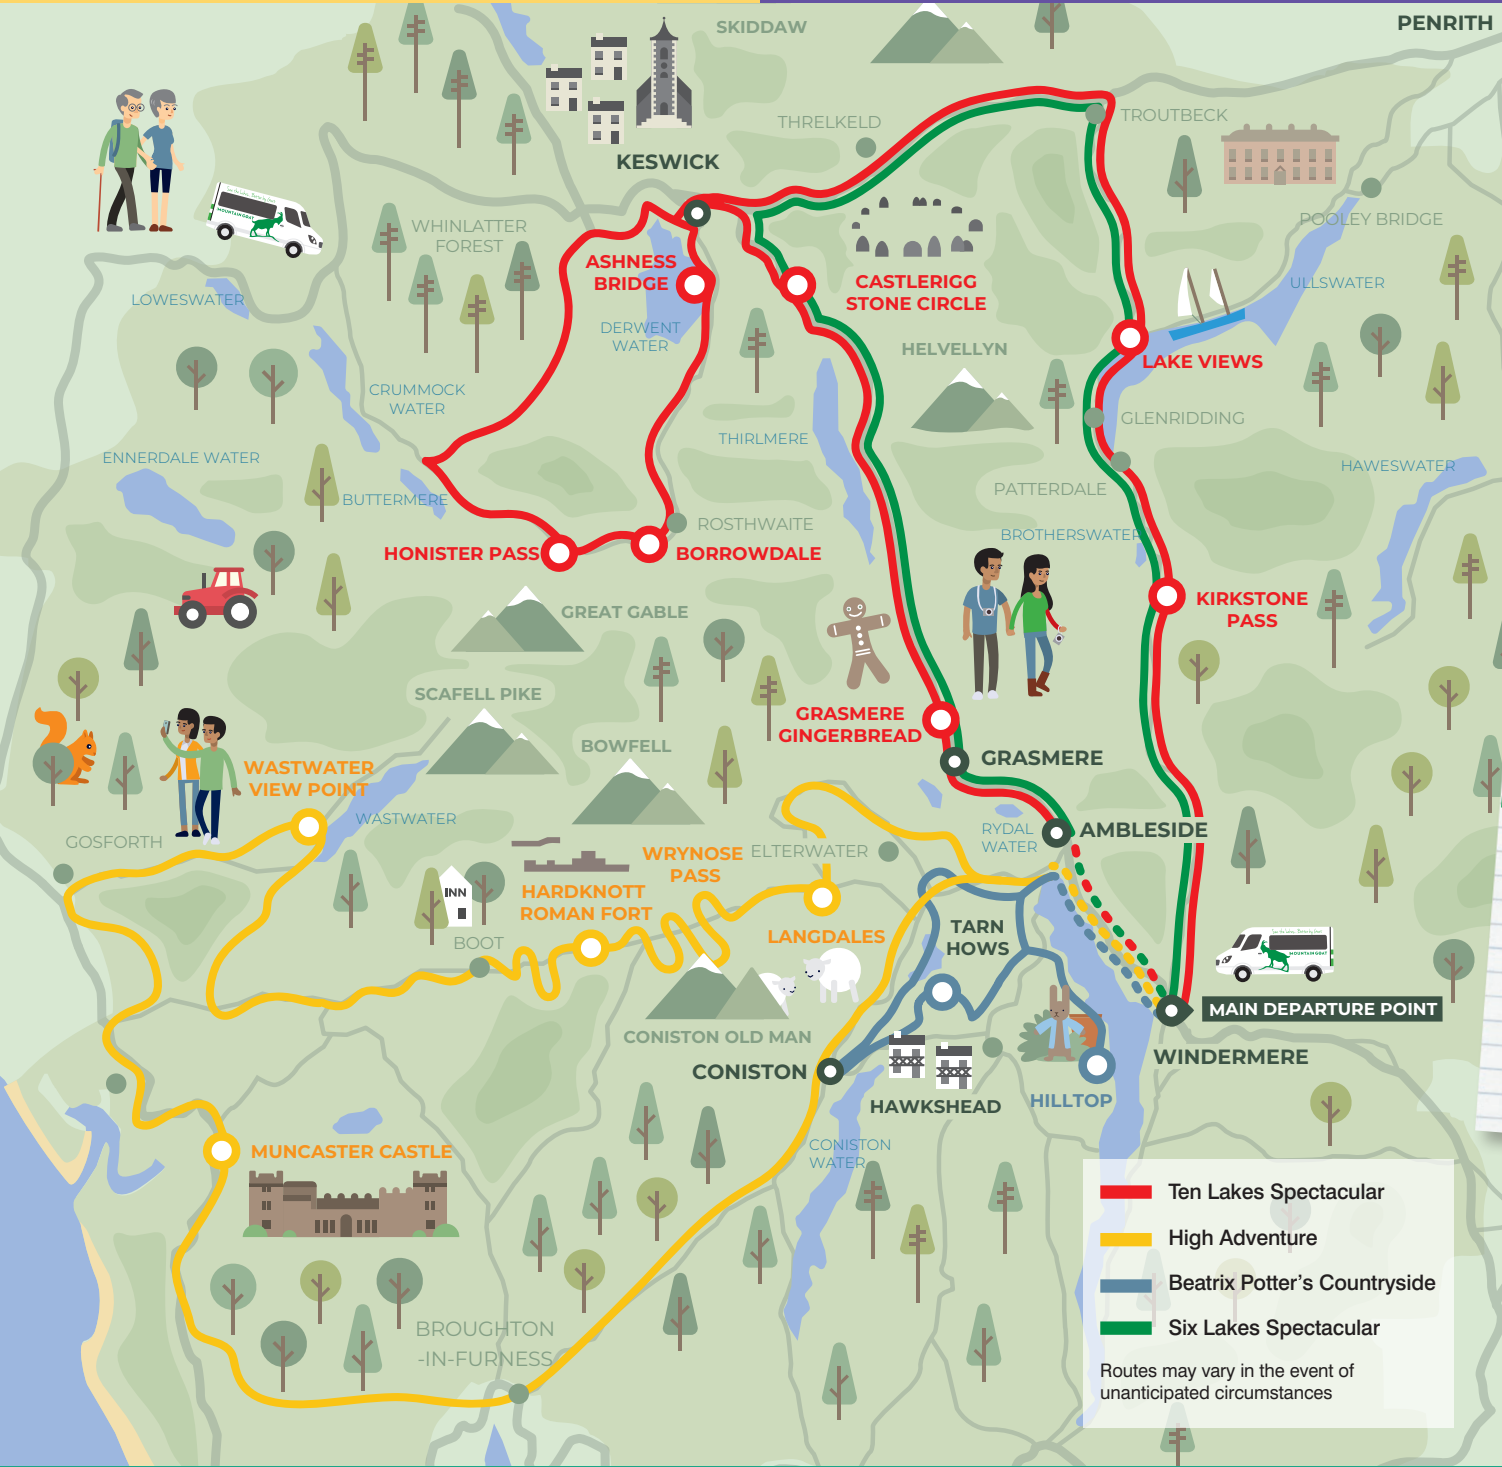 SKIDDAW
PENRITH
THRELKELD
TROUTBECK
KESWICK
WHINLATTER
FOREST
POOLEY BRIDGE
ASHNESS
BRIDGE
CASTLERIGG
STONE CIRCLE
ULLSWATER
LOWESWATER
DERWENT
WATER
HELVELLYN
LAKE VIEWS
CRUMMOCK
WATER
GLENRIDDING
THIRLMERE
ENNERDALE WATER
HAWESWATER
BUTTERMERE
PATTERDALE
ROSTHWAITE
BROTHERSWATER
HONISTER PASS
BORROWDALE
KIRKSTONE
PASS
GREAT GABLE
SCAFELL PIKE
GRASMERE
GINGERBREAD
BOWFELL
GRASMERE
WASTWATER
VIEW POINT
WASTWATER
RYDAL
WATER
AMBLESIDE
GOSFORTH
WRYNOSE
PASS
ELTERWATER
INN
HARDKNOTT
ROMAN FORT
LANGDALES
TARN
HOWS
BOOT
MOUNTAIN GOAT
MOUNTAIN GOAT
MAIN DEPARTURE POINT
CONISTON OLD MAN
WINDERMERE
CONISTON
HAWKSHEAD
HILLTOP
MUNCASTER CASTLE
CONISTON
WATER
Ten Lakes Spectacular
High Adventure
Beatrix Potter's Countryside
Six Lakes Spectacular
Routes may vary in the event of
unanticipated circumstances
BROUGHTON
-IN-FURNESS